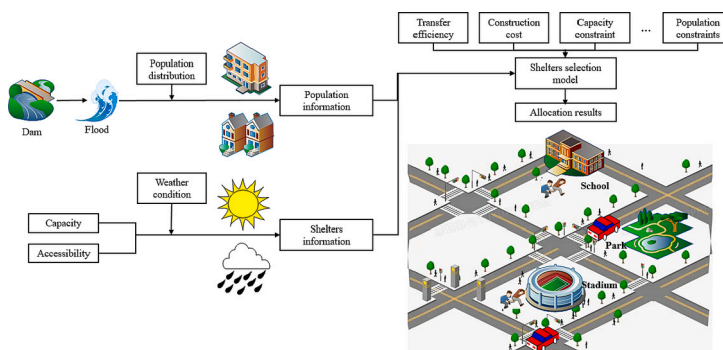 Transfer
efficiency
Construction
cost
Capacity
constraint
...
Population
constraints
Population
distribution
Shelters selection
model
Dam
Flood
Population
information
Allocation results
Weather
condition
Capacity
Accessibility
Shelters
information
School
Park
Stadium